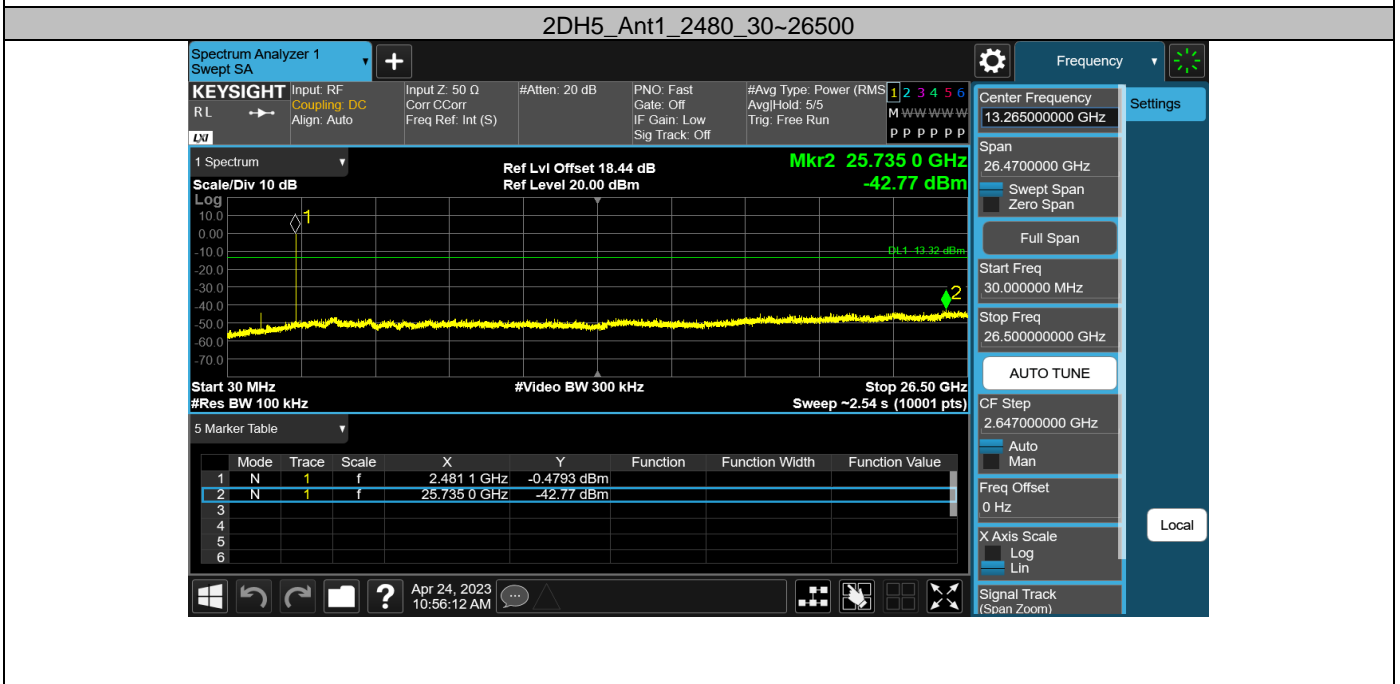 2DH5_Ant1_2480_30~26500
Spectrum Analyzer 1
Swept SA
Frequency
KEYSIGHT
R L
LXI
Input: RF
Coupling: DC
Align: Auto
Input Z: 50 Ω
Corr CCorr
Freq Ref: Int (S)
#Atten: 20 dB
PNO: Fast
Gate: Off
IF Gain: Low
Sig Track: Off
#Avg Type: Power (RMS
Avg|Hold: 5/5
Trig: Free Run
1 2 3 4 5 6
M W W W W W
P P P P P P
1 Spectrum
Scale/Div 10 dB
Ref Lvl Offset 18.44 dB
Ref Level 20.00 dBm
Mkr2 25.735 0 GHz
-42.77 dBm
Log
10.0
0.00
-10.0
-20.0
-30.0
-40.0
-50.0
-60.0
-70.0
1
DL1 -13.32 dBm
2
Start 30 MHz
#Res BW 100 kHz
#Video BW 300 kHz
Stop 26.50 GHz
Sweep ~2.54 s (10001 pts)
5 Marker Table
Mode Trace Scale X Y Function Function Width Function Value
1 N 1 f 2.481 1 GHz -0.4793 dBm
2 N 1 f 25.735 0 GHz -42.77 dBm
3
4
5
6
Apr 24, 2023
10:56:12 AM
Center Frequency
13.265000000 GHz
Span
26.4700000 GHz
Swept Span
Zero Span
Full Span
Start Freq
30.000000 MHz
Stop Freq
26.500000000 GHz
AUTO TUNE
CF Step
2.647000000 GHz
Auto
Man
Freq Offset
0 Hz
X Axis Scale
Log
Lin
Signal Track
(Span Zoom)
Settings
Local